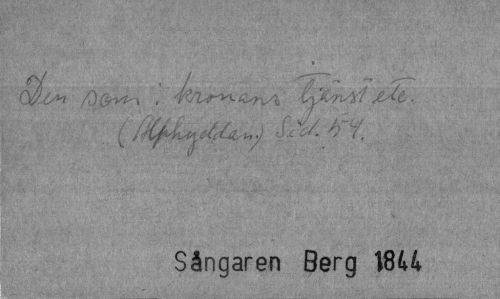 Den som i kronans tjänst etc.
(Alphyddan.) Sid. 54.
Sångaren Berg 1844